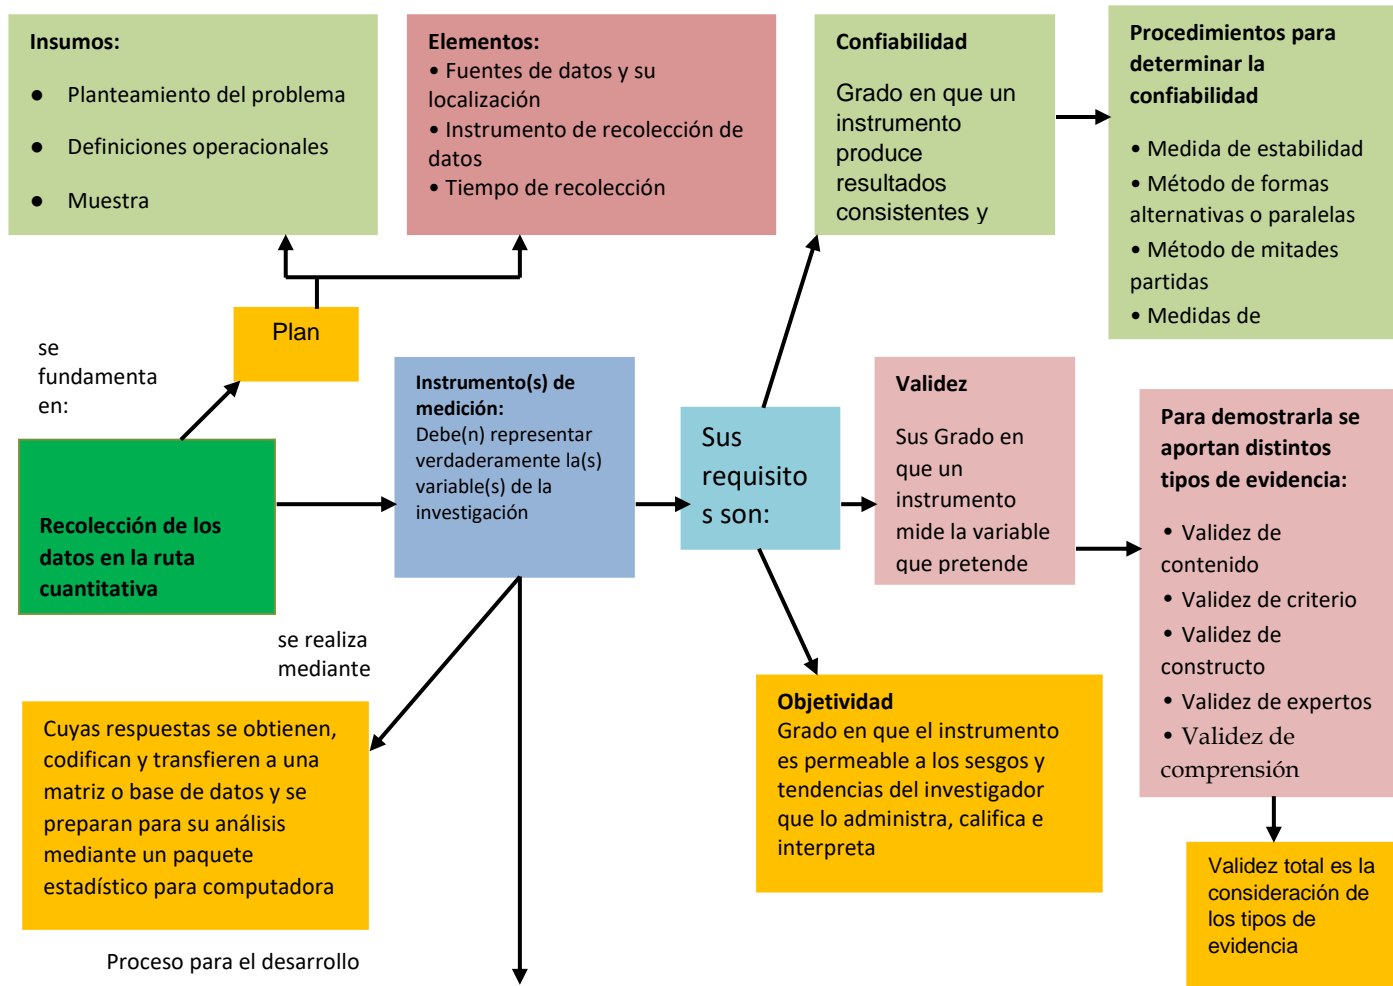 Insumos:
● Planteamiento del problema
● Definiciones operacionales
● Muestra
Elementos:
• Fuentes de datos y su
localización
• Instrumento de recolección de
datos
• Tiempo de recolección
Confiabilidad
Grado en que un
instrumento
produce
resultados
consistentes y
Procedimientos para
determinar la
confiabilidad
• Medida de estabilidad
• Método de formas
alternativas o paralelas
• Método de mitades
partidas
• Medidas de
Plan
se
fundamenta
en:
Recolección de los
datos en la ruta
cuantitativa
Instrumento(s) de
medición:
Debe(n) representar
verdaderamente la(s)
variable(s) de la
investigación
Sus
requisito
s son:
Validez
Sus Grado en
que un
instrumento
mide la variable
que pretende
Para demostrarla se
aportan distintos
tipos de evidencia:
• Validez de
contenido
• Validez de criterio
• Validez de
constructo
• Validez de expertos
• Validez de
comprensión
se realiza
mediante
Cuyas respuestas se obtienen,
codifican y transfieren a una
matriz o base de datos y se
preparan para su análisis
mediante un paquete
estadístico para computadora
Objetividad
Grado en que el instrumento
es permeable a los sesgos y
tendencias del investigador
que lo administra, califica e
interpreta
Validez total es la
consideración de
los tipos de
evidencia
Proceso para el desarrollo